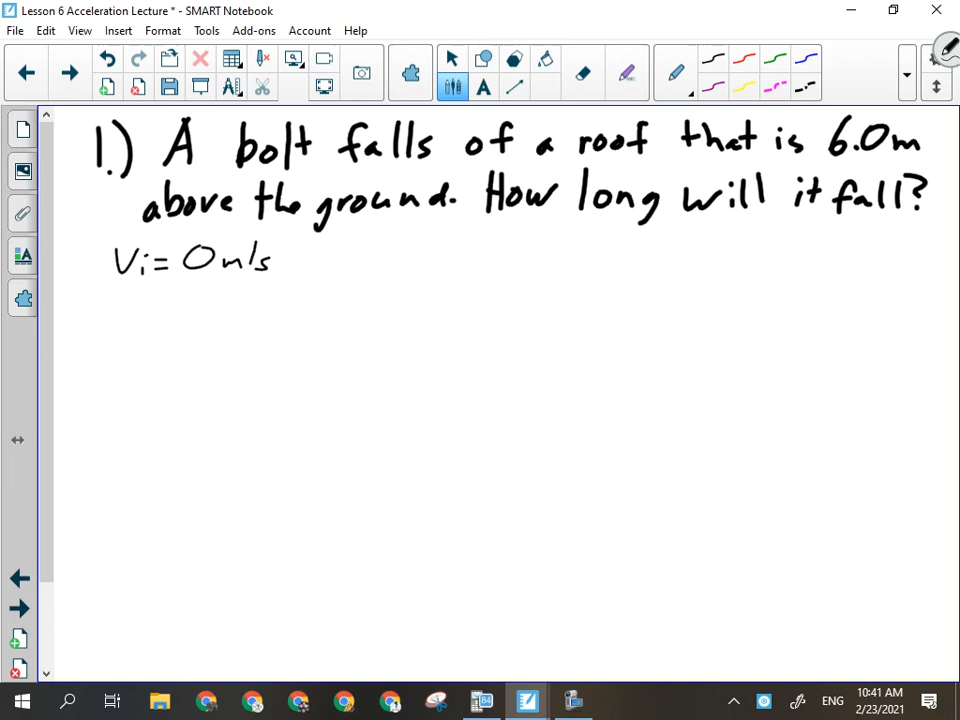 Lesson 6 Acceleration Lecture * - SMART Notebook
File Edit View Insert Format Tools Add-ons Account Help
1.) A bolt falls of a roof that is 6.0m
above the ground. How long will it fall?
Vi= 0m/s
ENG
10:41 AM
2/23/2021